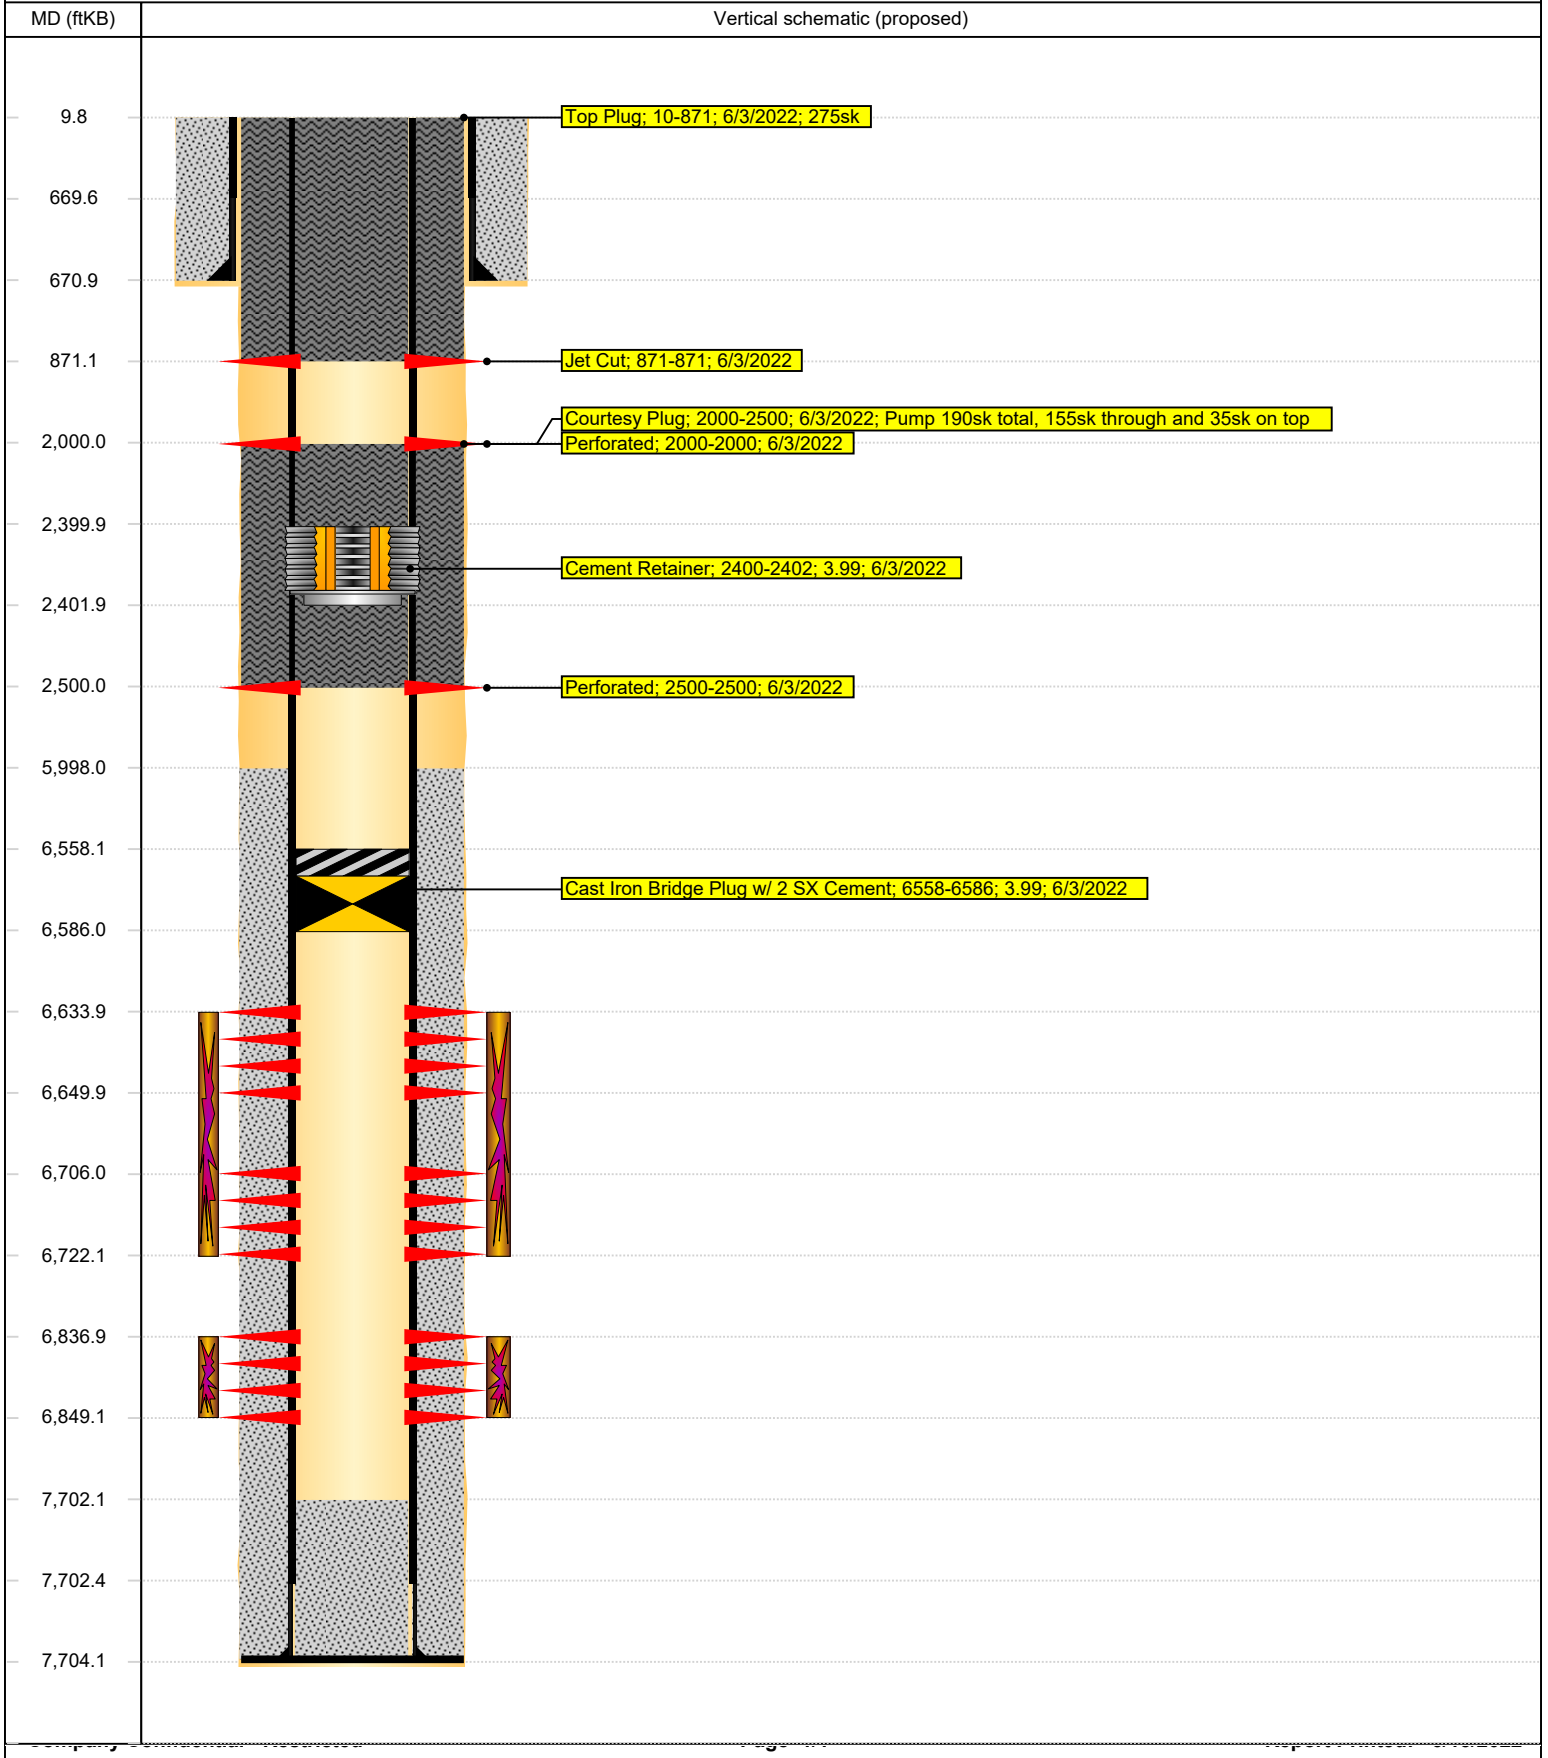 MD (ftKB) Vertical schematic (proposed)
9.8 Top Plug; 10-871; 6/3/2022; 275sk
669.6
670.9
871.1 Jet Cut; 871-871; 6/3/2022
Courtesy Plug; 2000-2500; 6/3/2022; Pump 190sk total, 155sk through and 35sk on top
2,000.0 Perforated; 2000-2000; 6/3/2022
2,399.9
Cement Retainer; 2400-2402; 3.99; 6/3/2022
2,401.9
2,500.0 Perforated; 2500-2500; 6/3/2022
5,998.0
6,558.1
Cast Iron Bridge Plug w/ 2 SX Cement; 6558-6586; 3.99; 6/3/2022
6,586.0
6,633.9
6,649.9
6,706.0
6,722.1
6,836.9
6,849.1
7,702.1
7,702.4
7,704.1